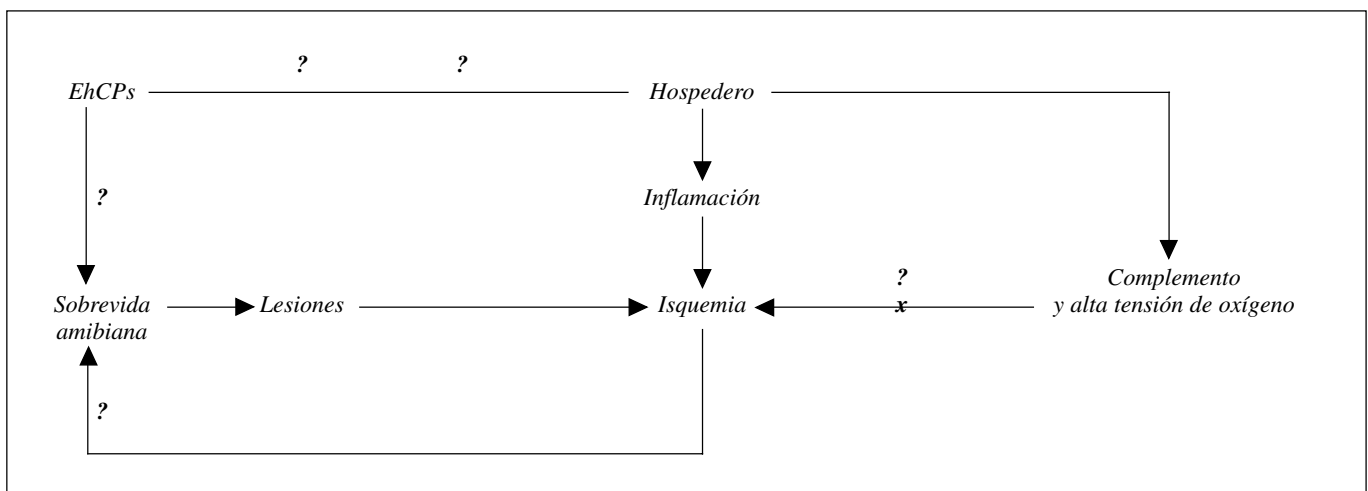 ? ?
EhCPs Hospedero
? Inflamación
? Complemento
Sobrevida Lesiones Isquemia x y alta tensión de oxígeno
amibiana
?